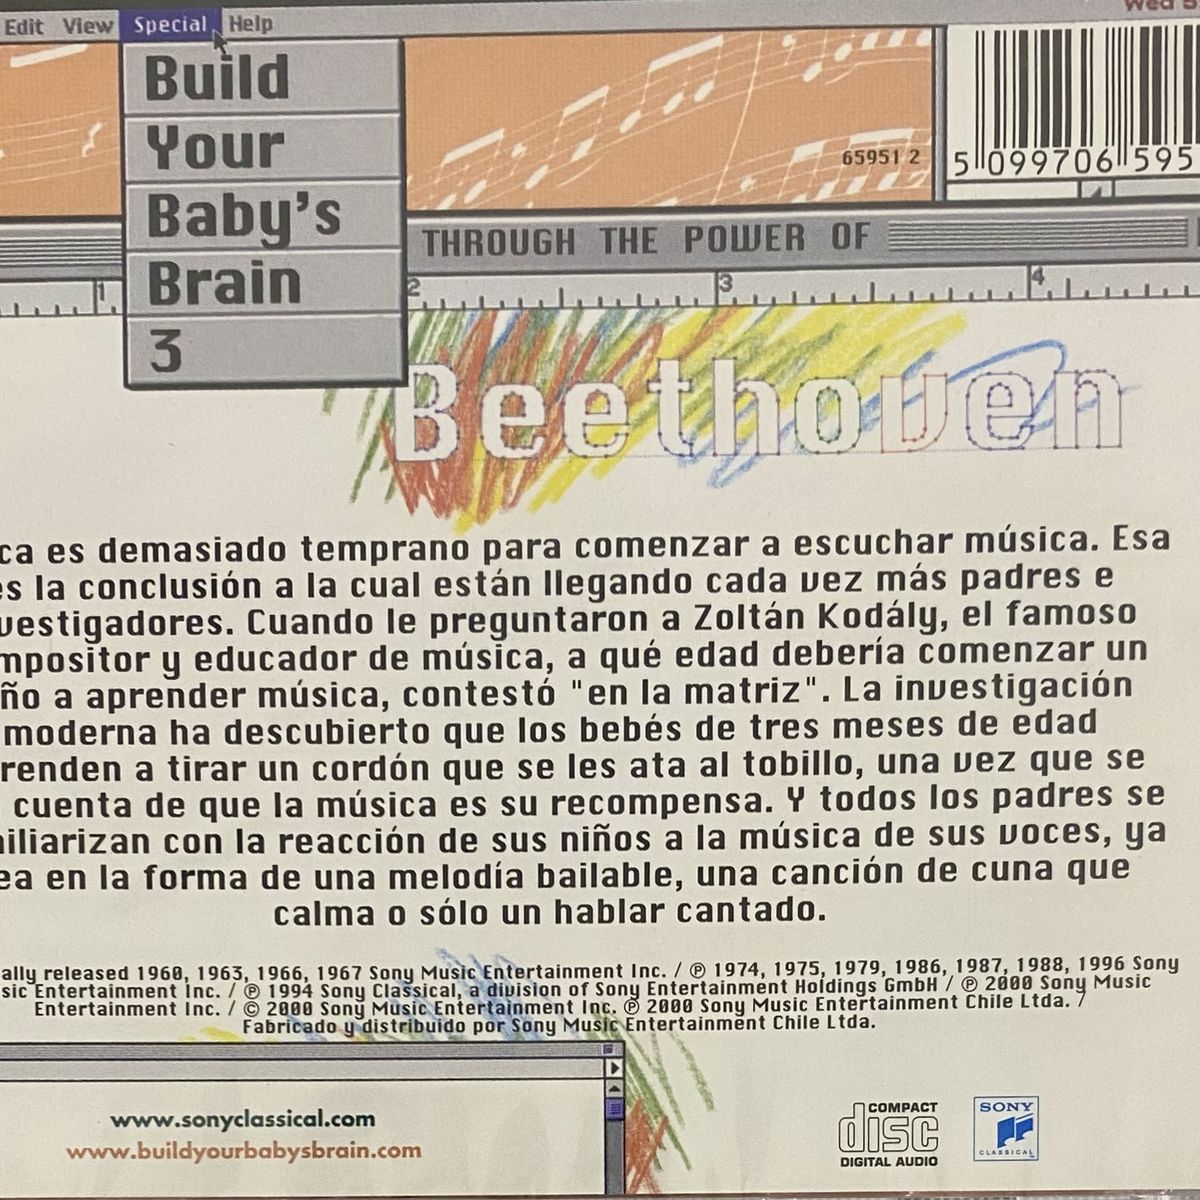 Edit View Special Help
Build
Your
Baby's
Brain
3
65951 2
5 099706 595
THROUGH THE POWER OF
1 2 3 4
Beethoven
ca es demasiado temprano para comenzar a escuchar música. Esa
es la conclusión a la cual están llegando cada vez más padres e
vestigadores. Cuando le preguntaron a Zoltán Kodály, el famoso
mpositor y educador de música, a qué edad debería comenzar un
ño a aprender música, contestó "en la matriz". La investigación
moderna ha descubierto que los bebés de tres meses de edad
renden a tirar un cordón que se les ata al tobillo, una vez que se
cuenta de que la música es su recompensa. Y todos los padres se
iliarizan con la reacción de sus niños a la música de sus voces, ya
ea en la forma de una melodía bailable, una canción de cuna que
calma o sólo un hablar cantado.
ally released 1960, 1963, 1966, 1967 Sony Music Entertainment Inc. / ℗ 1974, 1975, 1979, 1986, 1987, 1988, 1996 Sony
sic Entertainment Inc. / ℗ 1994 Sony Classical, a division of Sony Entertainment Holdings GmbH / ℗ 2000 Sony Music
Entertainment Inc. / © 2000 Sony Music Entertainment Inc. ℗ 2000 Sony Music Entertainment Chile Ltda. /
Fabricado y distribuido por Sony Music Entertainment Chile Ltda.
www.sonyclassical.com
www.buildyourbabysbrain.com
COMPACT
disc
DIGITAL AUDIO
SONY
CLASSICAL